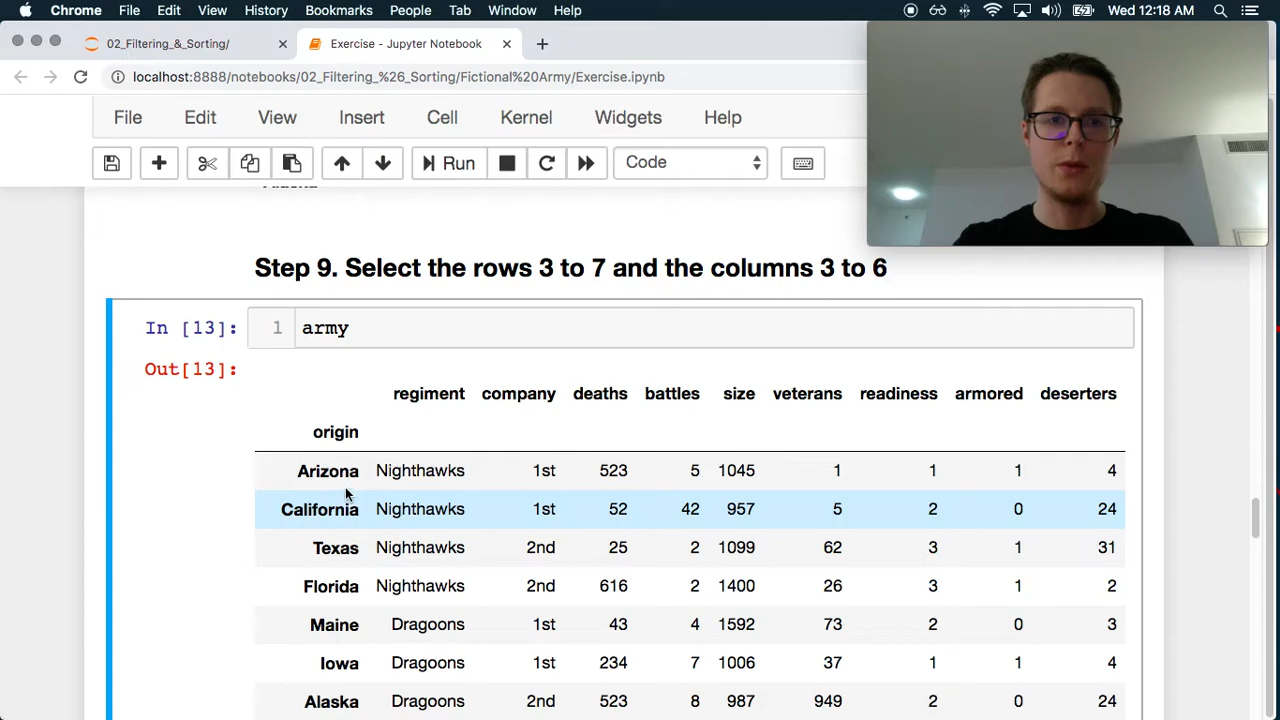 Chrome File Edit View History Bookmarks People Tab Window Help Wed 12:18 AM
02_Filtering_&_Sorting/ Exercise - Jupyter Notebook
localhost:8888/notebooks/02_Filtering_%26_Sorting/Fictional%20Army/Exercise.ipynb
File Edit View Insert Cell Kernel Widgets Help
Run Code
Step 9. Select the rows 3 to 7 and the columns 3 to 6
In [13]: 1 army
Out[13]:
regiment company deaths battles size veterans readiness armored deserters
origin
Arizona Nighthawks 1st 523 5 1045 1 1 1 4
California Nighthawks 1st 52 42 957 5 2 0 24
Texas Nighthawks 2nd 25 2 1099 62 3 1 31
Florida Nighthawks 2nd 616 2 1400 26 3 1 2
Maine Dragoons 1st 43 4 1592 73 2 0 3
Iowa Dragoons 1st 234 7 1006 37 1 1 4
Alaska Dragoons 2nd 523 8 987 949 2 0 24